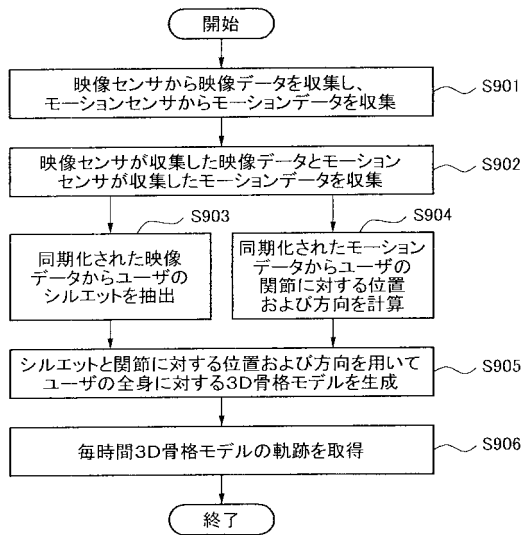 開始
映像センサから映像データを収集し、
モーションセンサからモーションデータを収集
S901
映像センサが収集した映像データとモーション
センサが収集したモーションデータを収集
S902
S903
同期化された映像
データからユーザの
シルエットを抽出
S904
同期化されたモーション
データからユーザの
関節に対する位置
および方向を計算
シルエットと関節に対する位置および方向を用いて
ユーザの全身に対する3D骨格モデルを生成
S905
毎時間3D骨格モデルの軌跡を取得
S906
終了